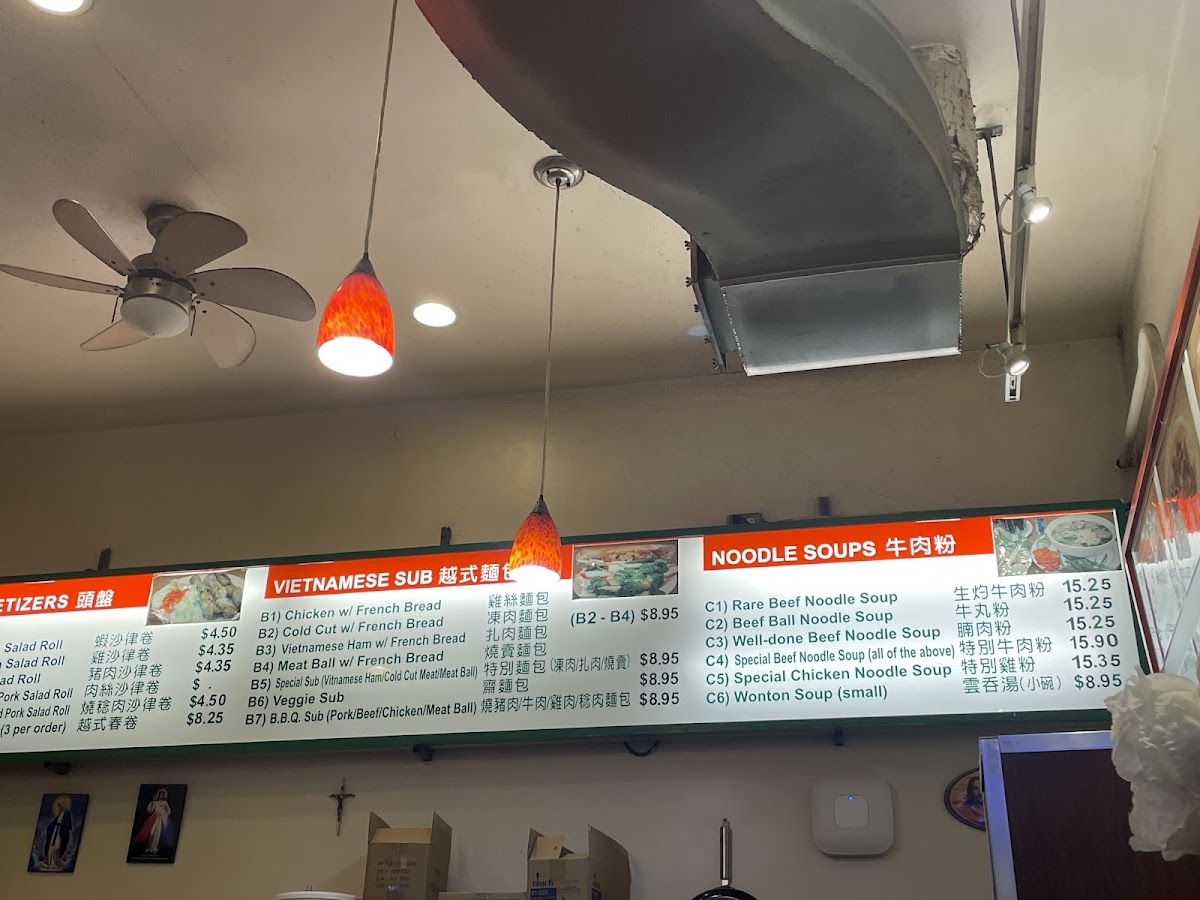 ETIZERS 頭盤
Salad Roll 蝦沙律卷 $4.50
Salad Roll 雞沙律卷 $4.35
ad Roll 豬肉沙律卷 $4.35
Pork Salad Roll 肉絲沙律卷 $ .
d Pork Salad Roll 燒稔肉沙律卷 $4.50
(3 per order) 越式春卷 $8.25
VIETNAMESE SUB 越式麵包
B1) Chicken w/ French Bread 雞絲麵包
B2) Cold Cut w/ French Bread 凍肉麵包 (B2 - B4) $8.95
B3) Vietnamese Ham w/ French Bread 扎肉麵包
B4) Meat Ball w/ French Bread 燒賣麵包
B5) Special Sub (Vitnamese Ham/Cold Cut Meat/Meat Ball) 特別麵包 (凍肉/扎肉/燒賣) $8.95
B6) Veggie Sub 齋麵包 $8.95
B7) B.B.Q. Sub (Pork/Beef/Chicken/Meat Ball) 燒豬肉/牛肉/雞肉/稔肉麵包 $8.95
NOODLE SOUPS 牛肉粉
C1) Rare Beef Noodle Soup 生灼牛肉粉 15.25
C2) Beef Ball Noodle Soup 牛丸粉 15.25
C3) Well-done Beef Noodle Soup 腩肉粉 15.25
C4) Special Beef Noodle Soup (all of the above) 特別牛肉粉 15.90
C5) Special Chicken Noodle Soup 特別雞粉 15.35
C6) Wonton Soup (small) 雲吞湯(小碗) $8.95